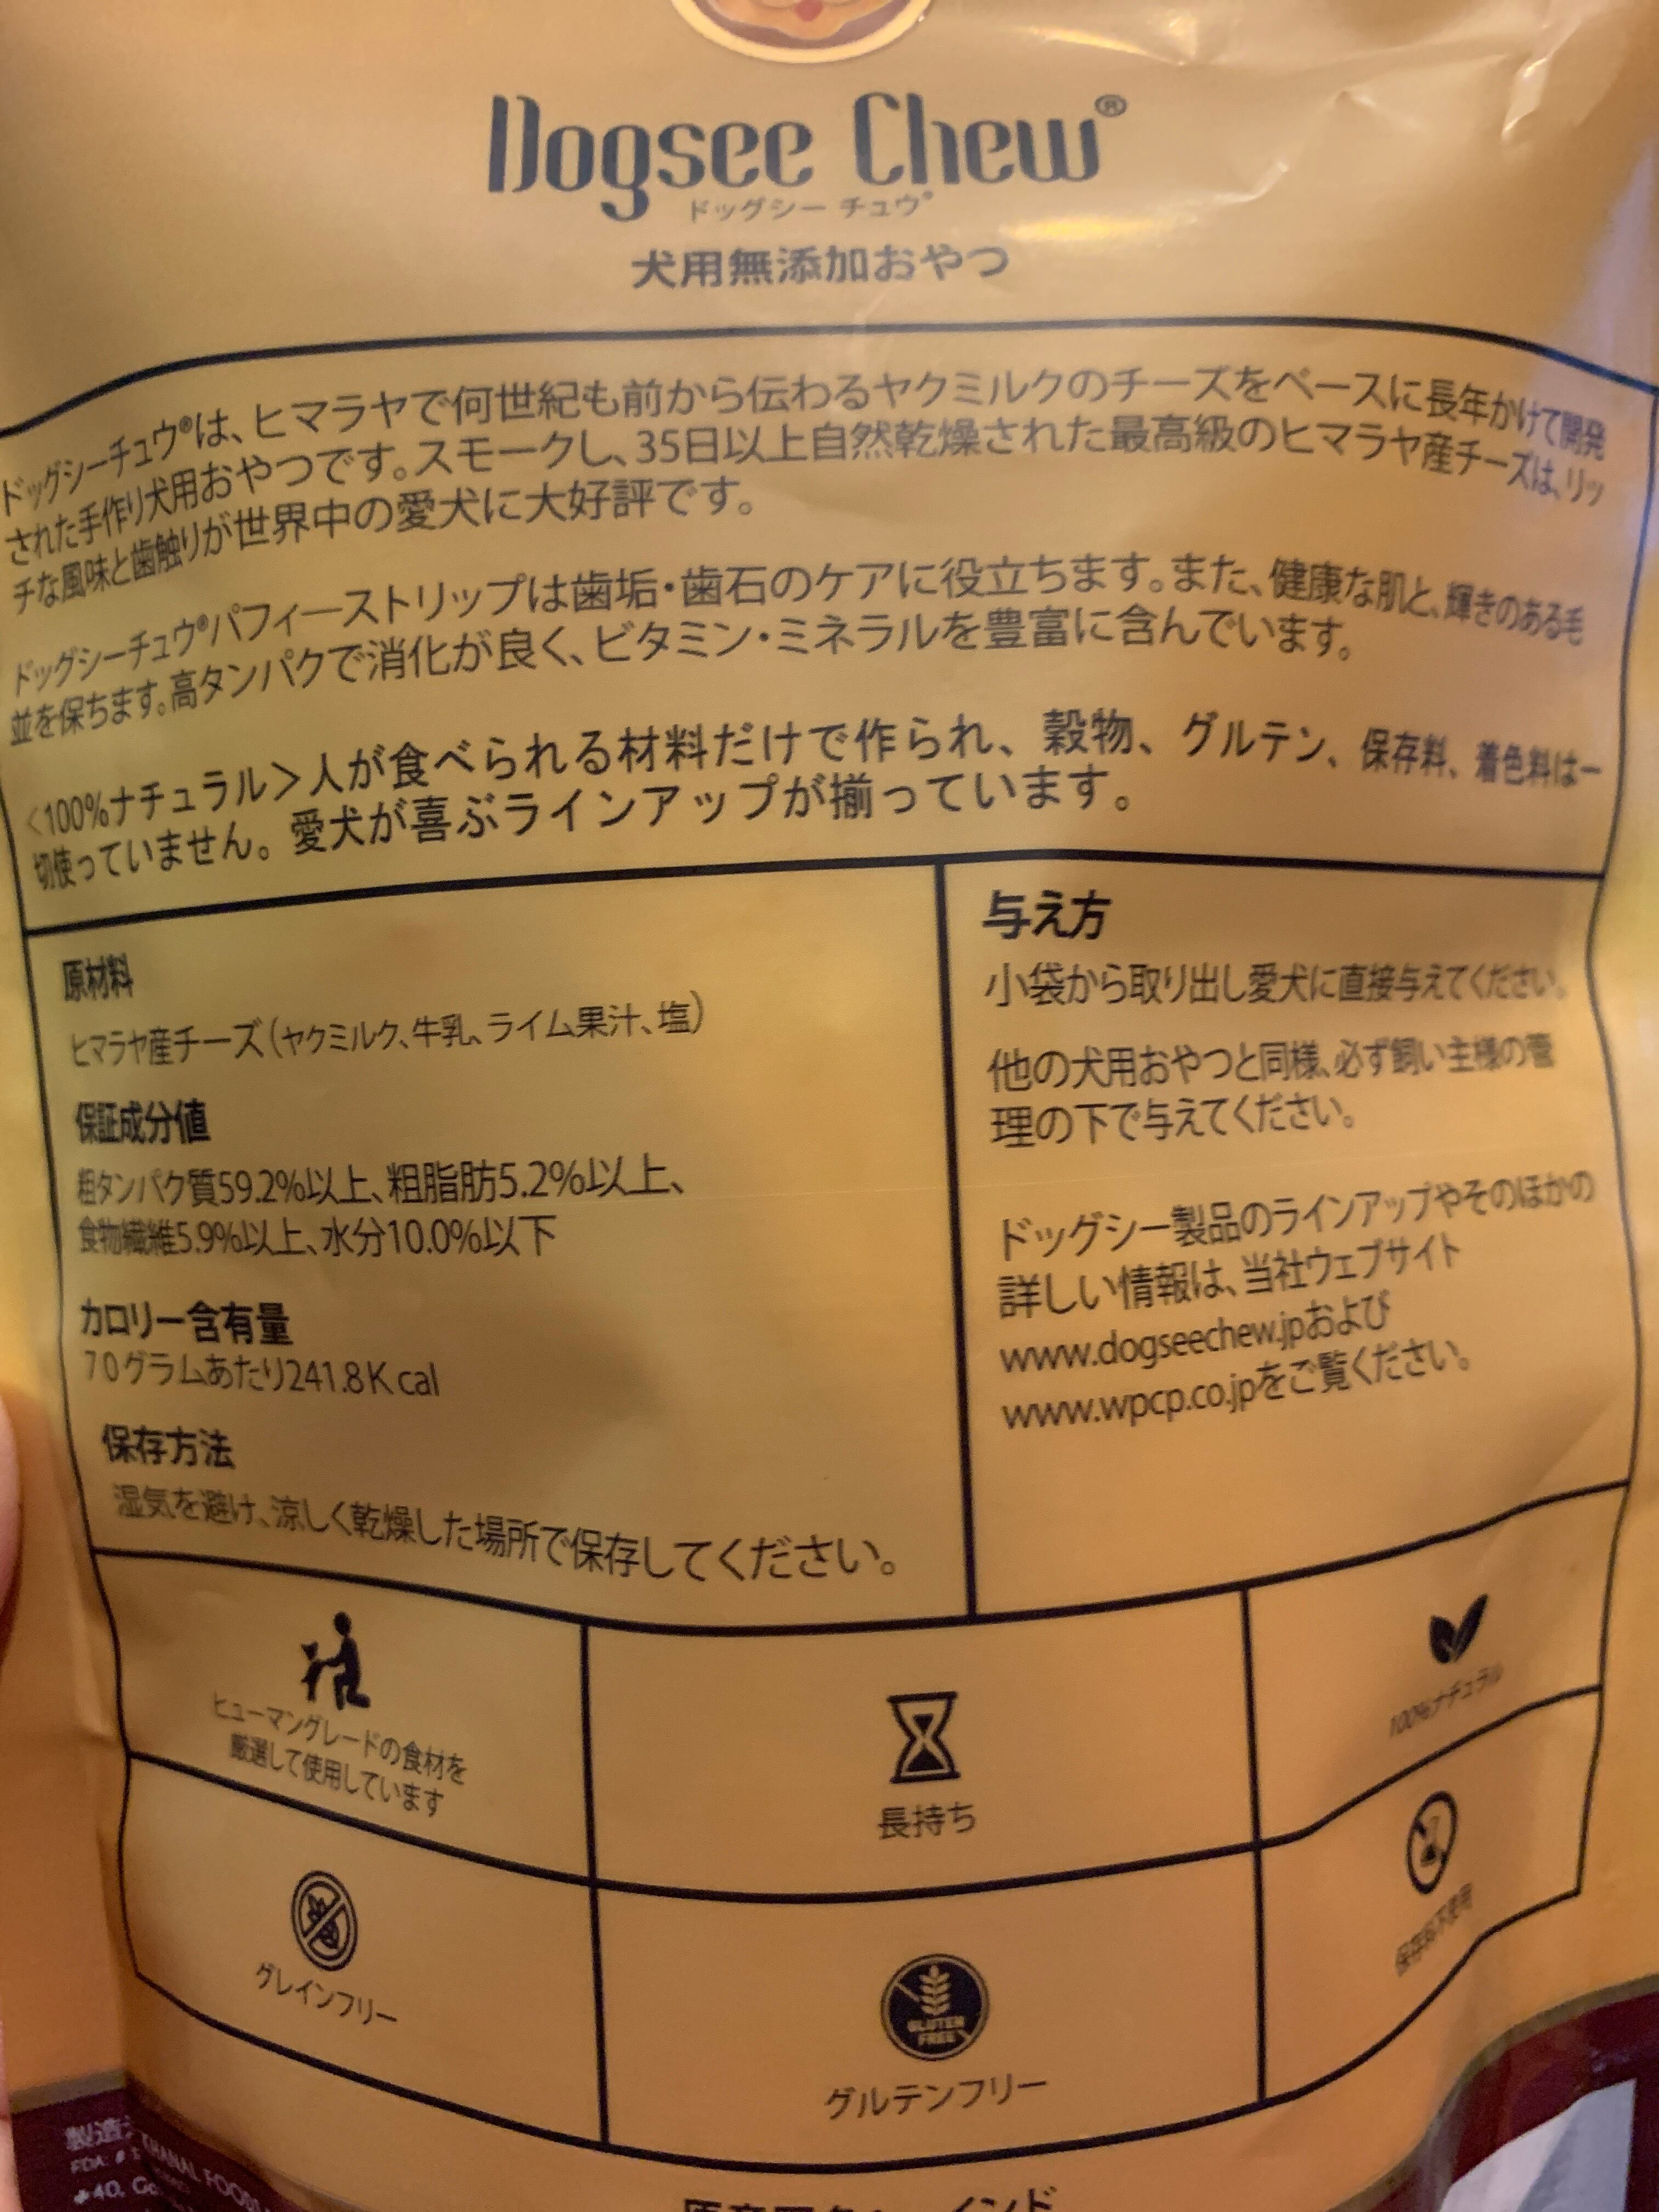 Dogsee Chew®
ドッグシー チュウ®
犬用無添加おやつ
ドッグシーチュウ®は、ヒマラヤで何世紀も前から伝わるヤクミルクのチーズをベースに長年かけて開発
された手作り犬用おやつです。スモークし、35日以上自然乾燥された最高級のヒマラヤ産チーズは、リッ
チな風味と歯触りが世界中の愛犬に大好評です。
ドッグシーチュウ®パフィーストリップは歯垢・歯石のケアに役立ちます。また、健康な肌と、輝きのある毛
並を保ちます。高タンパクで消化が良く、ビタミン・ミネラルを豊富に含んでいます。
<100%ナチュラル>人が食べられる材料だけで作られ、穀物、グルテン、保存料、着色料は一
切使っていません。愛犬が喜ぶラインアップが揃っています。
原材料
ヒマラヤ産チーズ(ヤクミルク、牛乳、ライム果汁、塩)
保証成分値
粗タンパク質59.2%以上、粗脂肪5.2%以上、
食物繊維5.9%以上、水分10.0%以下
カロリー含有量
70グラムあたり241.8Kcal
保存方法
湿気を避け、涼しく乾燥した場所で保存してください。
与え方
小袋から取り出し愛犬に直接与えてください。
他の犬用おやつと同様、必ず飼い主様の管
理の下で与えてください。
ドッグシー製品のラインアップやそのほかの
詳しい情報は、当社ウェブサイト
www.dogseechew.jpおよび
www.wpcp.co.jpをご覧ください。
ヒューマングレードの食材を
厳選して使用しています
長持ち
100%ナチュラル
グレインフリー
GLUTEN
FREE
グルテンフリー
保存料不使用
製造
KHANAL FOODS
FDA:
#40, Go
インド